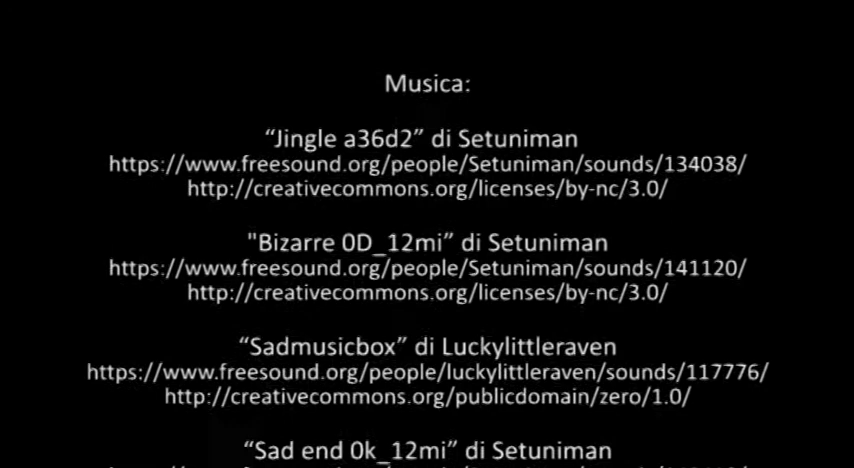 Musica:
“Jingle a36d2” di Setuniman
https://www.freesound.org/people/Setuniman/sounds/134038/
http://creativecommons.org/licenses/by-nc/3.0/
"Bizarre 0D_12mi” di Setuniman
https://www.freesound.org/people/Setuniman/sounds/141120/
http://creativecommons.org/licenses/by-nc/3.0/
“Sadmusicbox” di Luckylittleraven
https://www.freesound.org/people/luckylittleraven/sounds/117776/
http://creativecommons.org/publicdomain/zero/1.0/
“Sad end 0k_12mi” di Setuniman